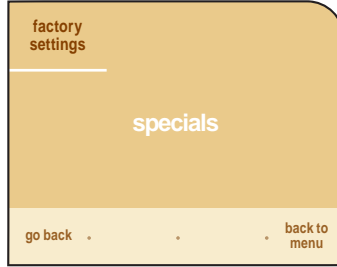 factory
settings
specials
go back
back to
menu